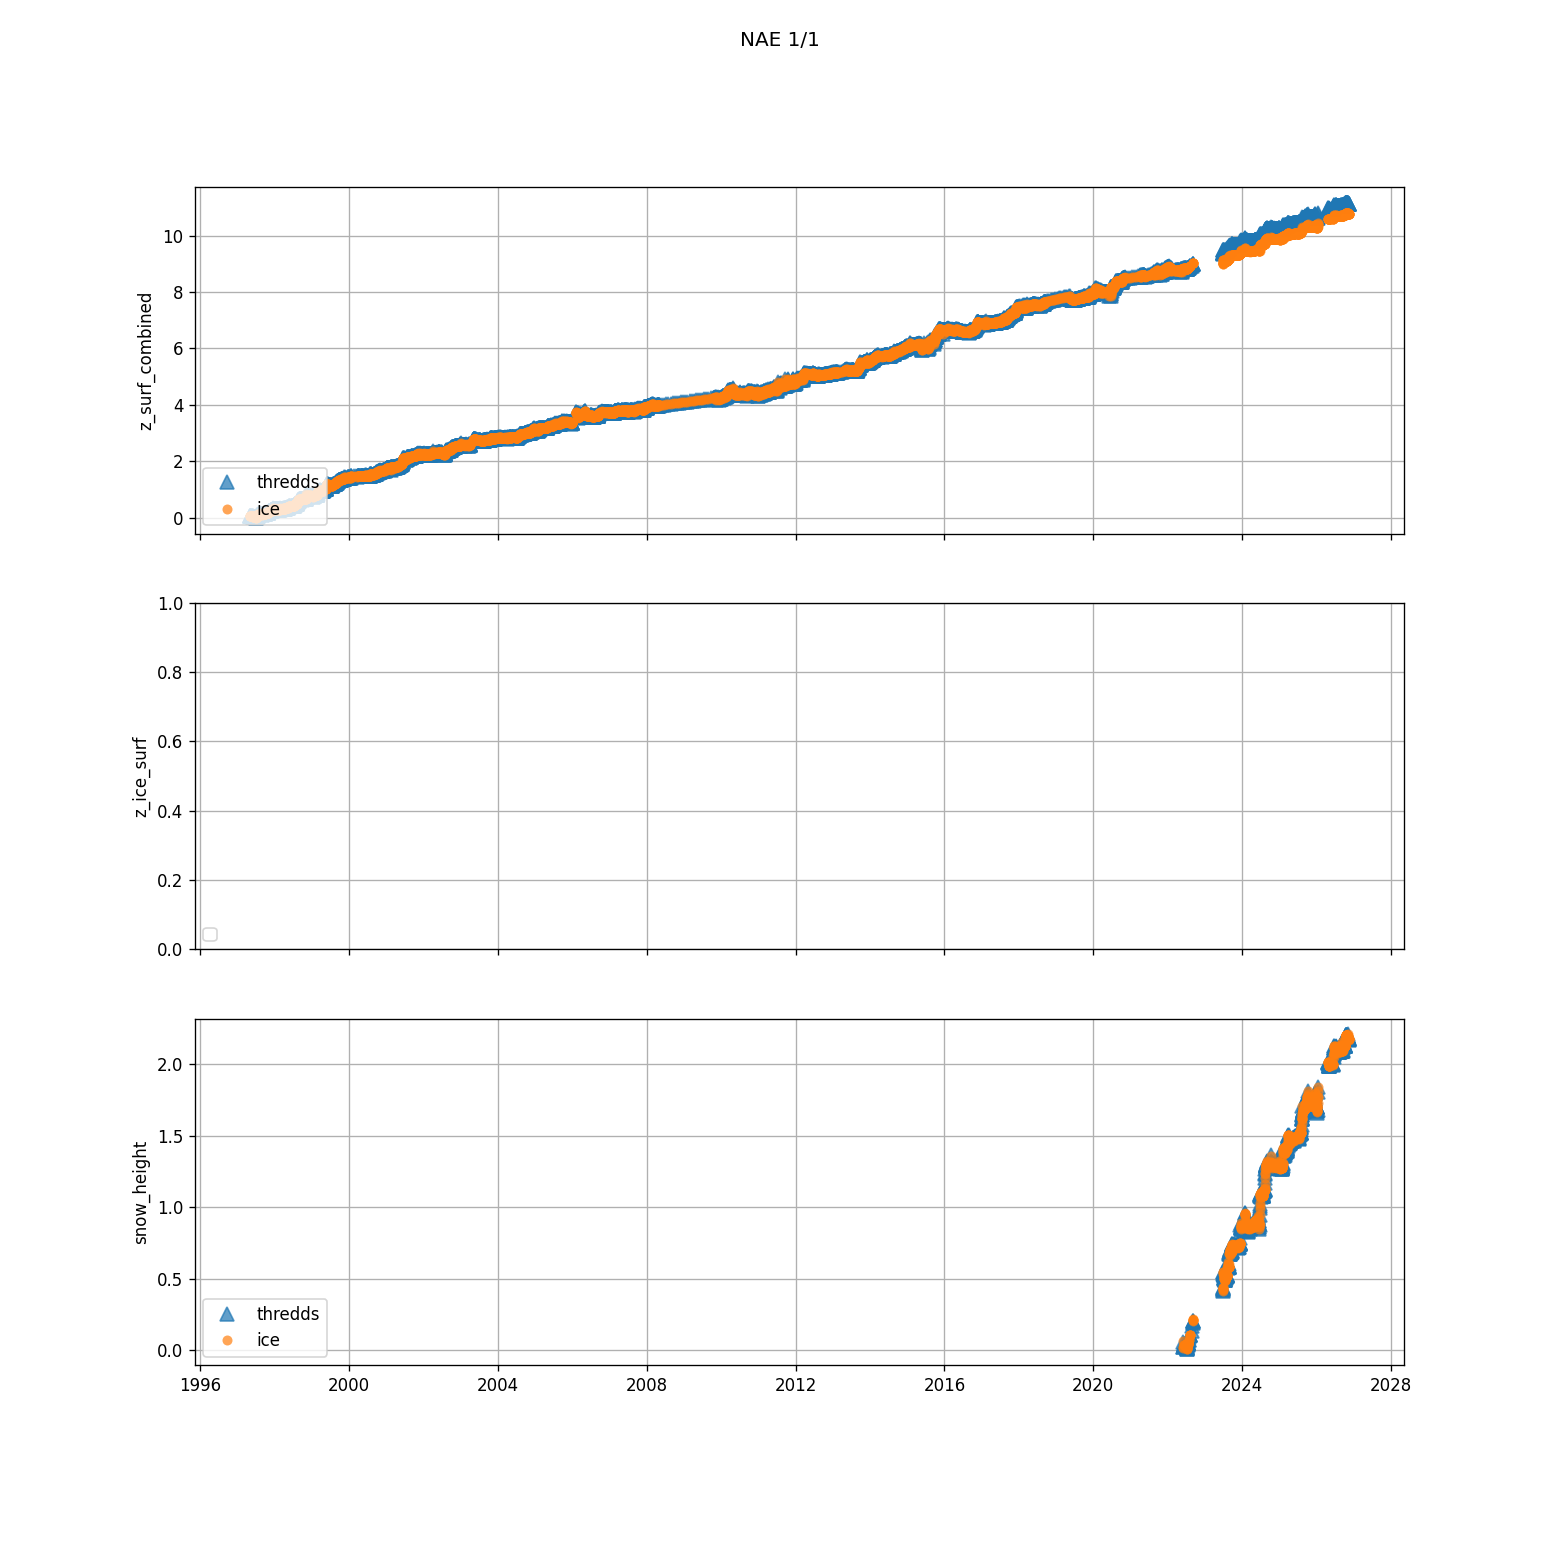 NAE 1/1
z_surf_combined
10
8
6
4
2
0
thredds
ice
z_ice_surf
1.0
0.8
0.6
0.4
0.2
0.0
snow_height
2.0
1.5
1.0
0.5
0.0
thredds
ice
1996 2000 2004 2008 2012 2016 2020 2024 2028